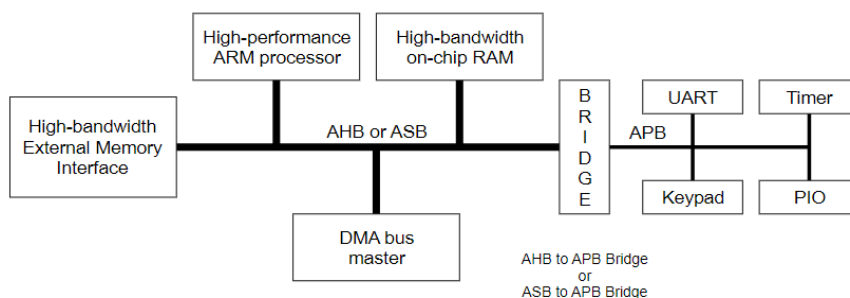 High-performance
ARM processor
High-bandwidth
on-chip RAM
High-bandwidth
External Memory
Interface
AHB or ASB
B
R
I
D
G
E
APB
UART
Timer
Keypad
PIO
DMA bus
master
AHB to APB Bridge
or
ASB to APB Bridge